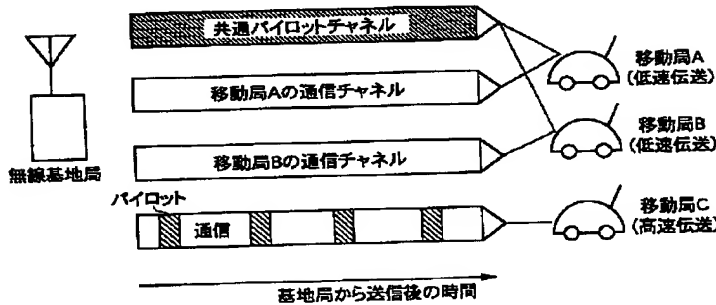 共通パイロットチャネル
移動局A
(低速伝送)
移動局Aの通信チャネル
移動局B
(低速伝送)
移動局Bの通信チャネル
無線基地局
パイロット
通信
移動局C
(高速伝送)
基地局から送信後の時間